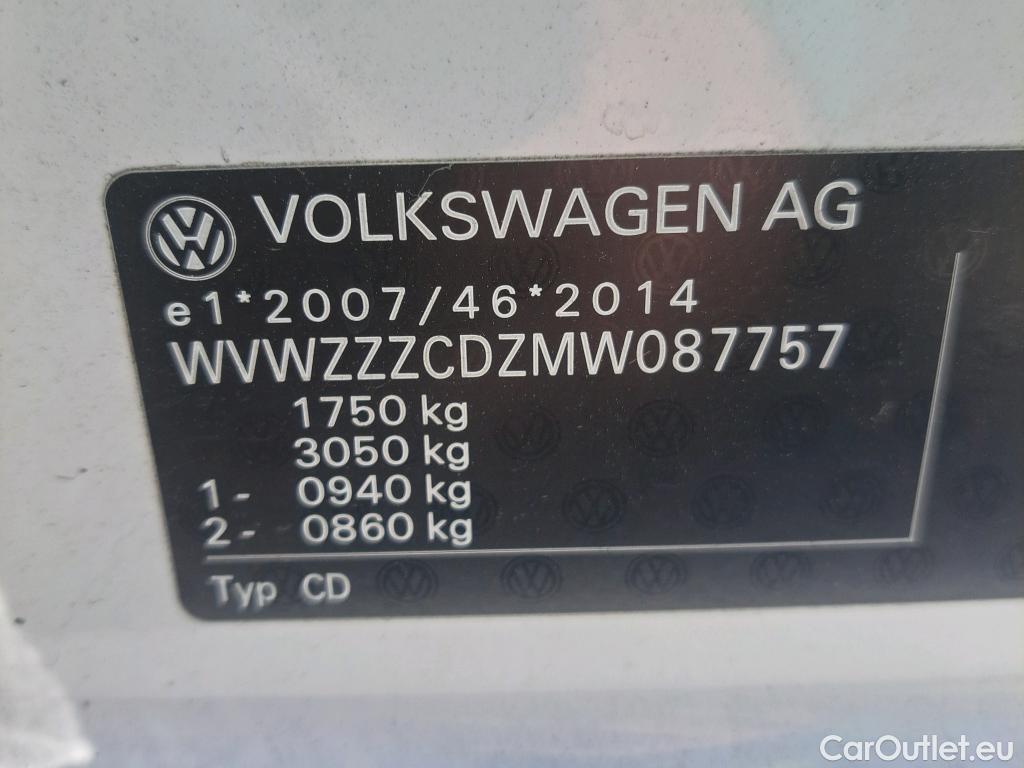 VOLKSWAGEN AG
e1*2007/46*2014
WVWZZZCDZMW087757
1750 kg
3050 kg
1- 0940 kg
2- 0860 kg
Typ CD
CarOutlet.eu